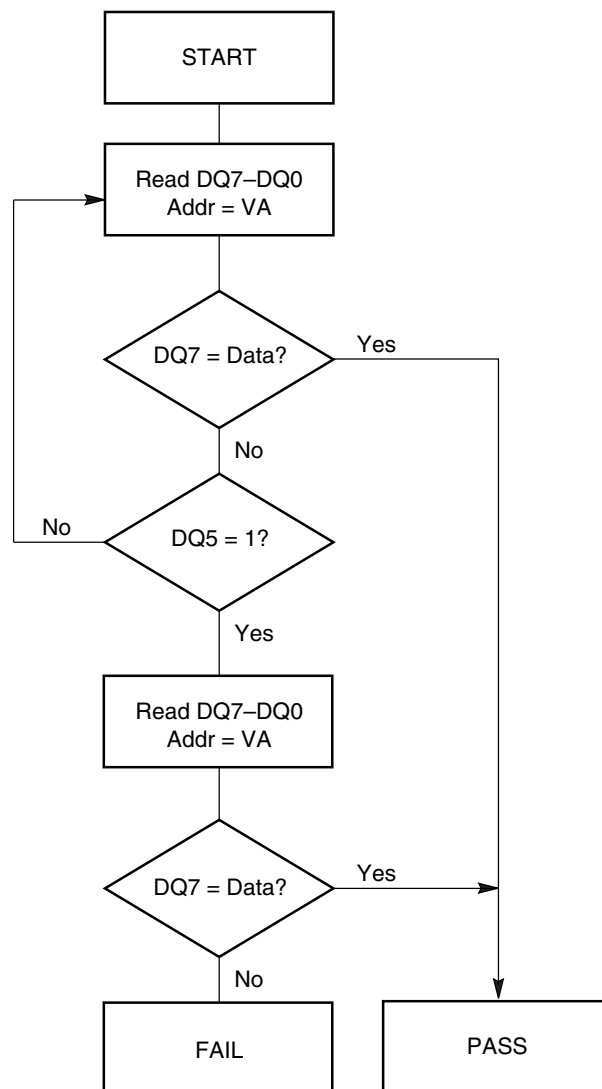 START
Read DQ7–DQ0
Addr = VA
DQ7 = Data?
Yes
No
No
DQ5 = 1?
Yes
Read DQ7–DQ0
Addr = VA
DQ7 = Data?
Yes
No
FAIL
PASS